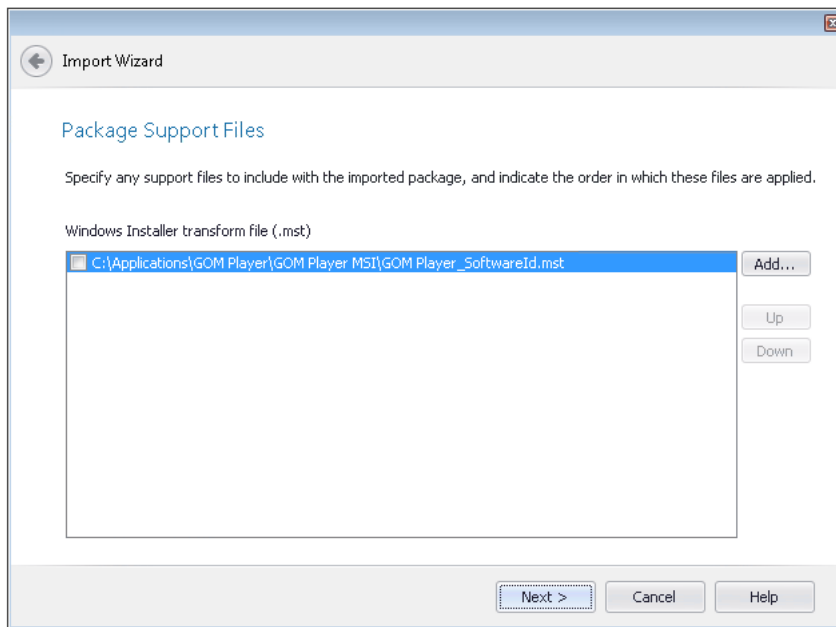 Import Wizard
Package Support Files
Specify any support files to include with the imported package, and indicate the order in which these files are applied.
Windows Installer transform file (.mst)
C:\Applications\GOM Player\GOM Player MSI\GOM Player_SoftwareId.mst
Add...
Up
Down
Next >
Cancel
Help